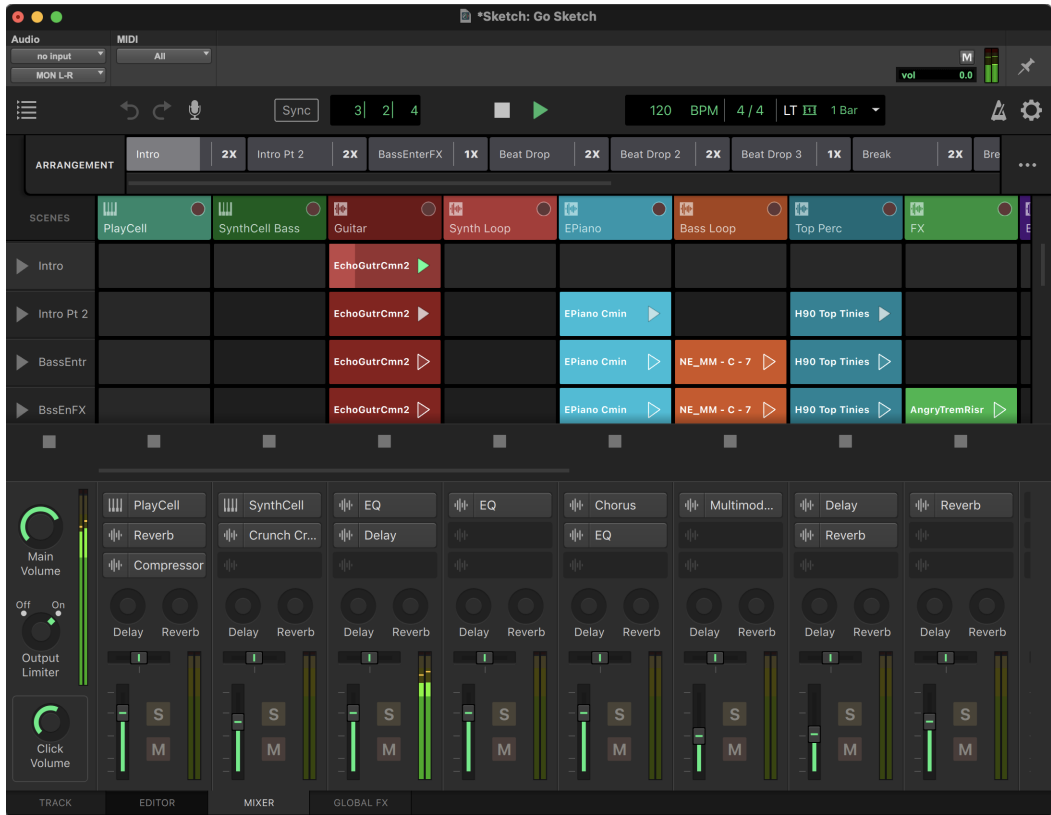 *Sketch: Go Sketch
Audio MIDI
no input All M
MON L-R vol 0.0
Sync 3| 2| 4 120 BPM 4 / 4 LT 1 Bar
ARRANGEMENT Intro 2X Intro Pt 2 2X BassEnterFX 1X Beat Drop 2X Beat Drop 2 2X Beat Drop 3 1X Break 2X Bre
SCENES PlayCell SynthCell Bass Guitar Synth Loop EPiano Bass Loop Top Perc FX
Intro EchoGutrCmn2
Intro Pt 2 EchoGutrCmn2 EPiano Cmin H90 Top Tinies
BassEntr EchoGutrCmn2 EPiano Cmin NE_MM - C - 7 H90 Top Tinies
BssEnFX EchoGutrCmn2 EPiano Cmin NE_MM - C - 7 H90 Top Tinies AngryTremRisr
PlayCell SynthCell EQ EQ Chorus Multimod... Delay Reverb
Reverb Crunch Cr... Delay EQ Reverb
Compressor
Main
Volume
Off On
Delay Reverb Delay Reverb Delay Reverb Delay Reverb Delay Reverb Delay Reverb Delay Reverb Delay Reverb
Output
Limiter
S S S S S S S S
Click
Volume
M M M M M M M M
TRACK EDITOR MIXER GLOBAL FX